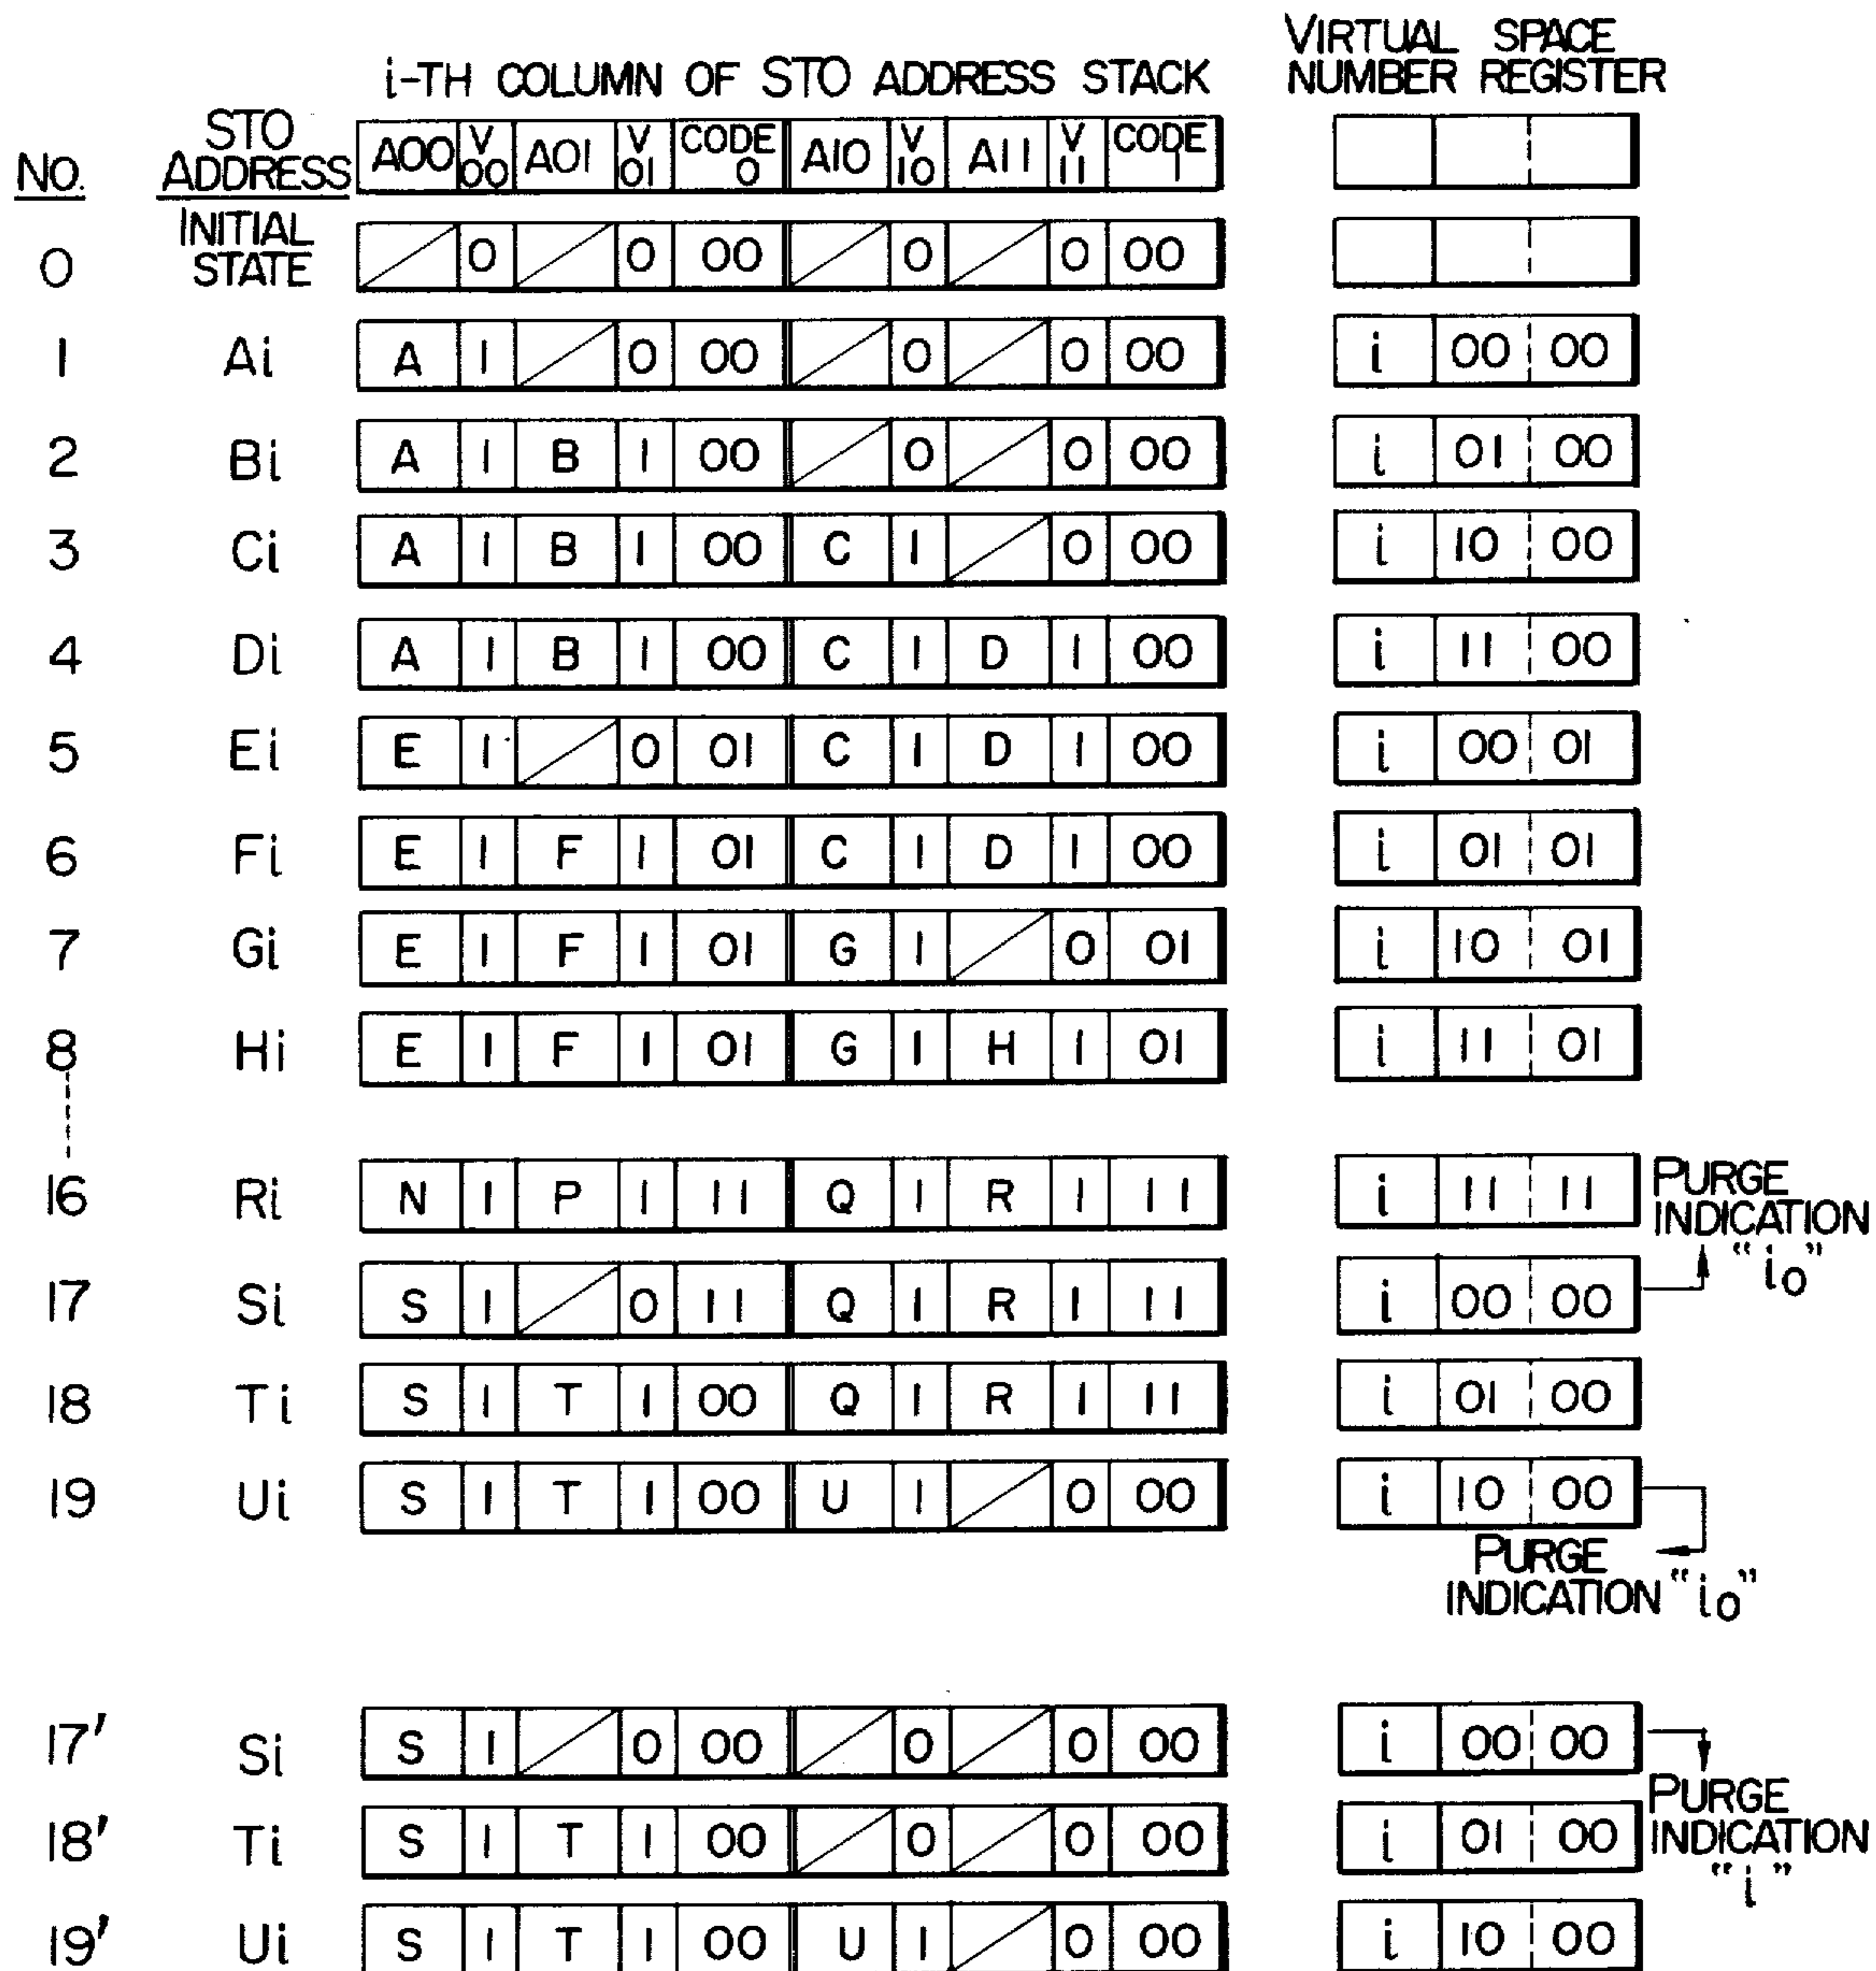 VIRTUAL SPACE
i-TH COLUMN OF STO ADDRESS STACK NUMBER REGISTER
NO. STO ADDRESS A00 V00 A01 V01 CODE0 A10 V10 A11 V11 CODE1
0 INITIAL STATE 0 0 00 0 0 00
1 Ai A 1 0 00 0 0 00 i 00 00
2 Bi A 1 B 1 00 0 0 00 i 01 00
3 Ci A 1 B 1 00 C 1 0 00 i 10 00
4 Di A 1 B 1 00 C 1 D 1 00 i 11 00
5 Ei E 1 0 01 C 1 D 1 00 i 00 01
6 Fi E 1 F 1 01 C 1 D 1 00 i 01 01
7 Gi E 1 F 1 01 G 1 0 01 i 10 01
8 Hi E 1 F 1 01 G 1 H 1 01 i 11 01
16 Ri N 1 P 1 11 Q 1 R 1 11 i 11 11 PURGE INDICATION "i0"
17 Si S 1 0 11 Q 1 R 1 11 i 00 00
18 Ti S 1 T 1 00 Q 1 R 1 11 i 01 00
19 Ui S 1 T 1 00 U 1 0 00 i 10 00
PURGE
INDICATION "i0"
17' Si S 1 0 00 0 0 00 i 00 00
18' Ti S 1 T 1 00 0 0 00 i 01 00 PURGE INDICATION "i"
19' Ui S 1 T 1 00 U 1 0 00 i 10 00